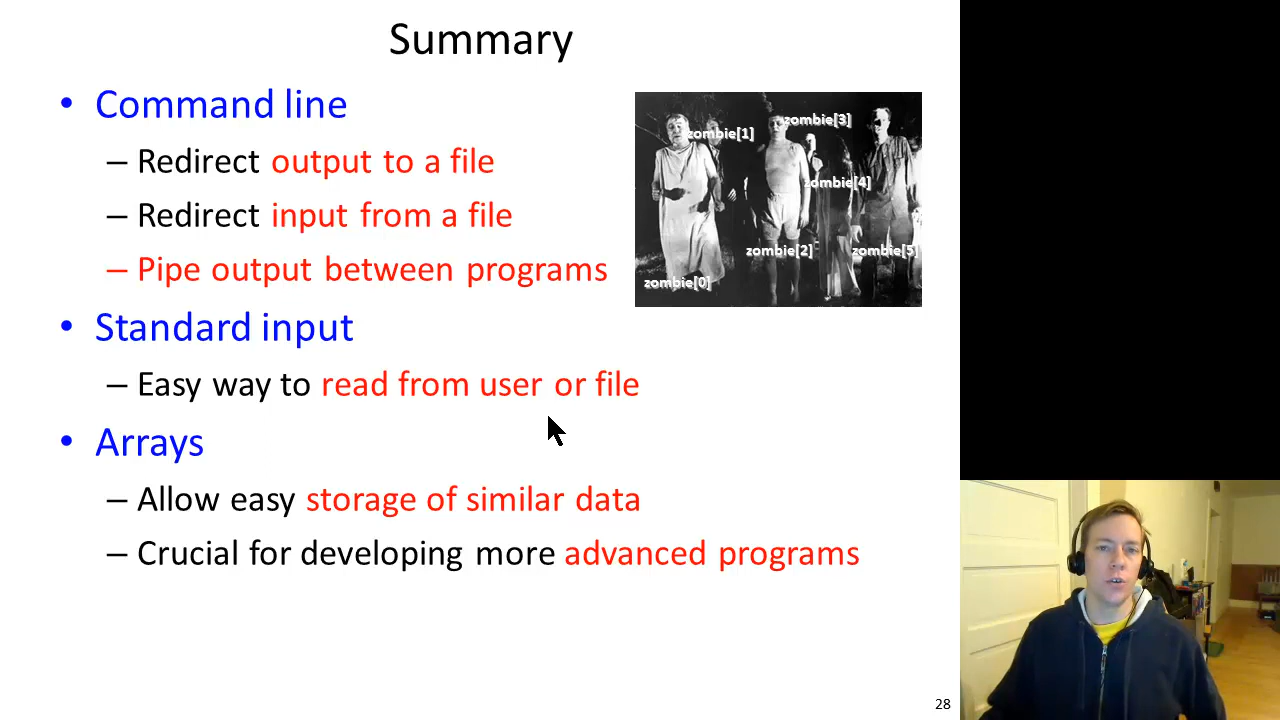 Summary
• Command line
– Redirect output to a file
– Redirect input from a file
– Pipe output between programs
• Standard input
– Easy way to read from user or file
• Arrays
– Allow easy storage of similar data
– Crucial for developing more advanced programs
zombie[0]
zombie[1]
zombie[2]
zombie[3]
zombie[4]
zombie[5]
28